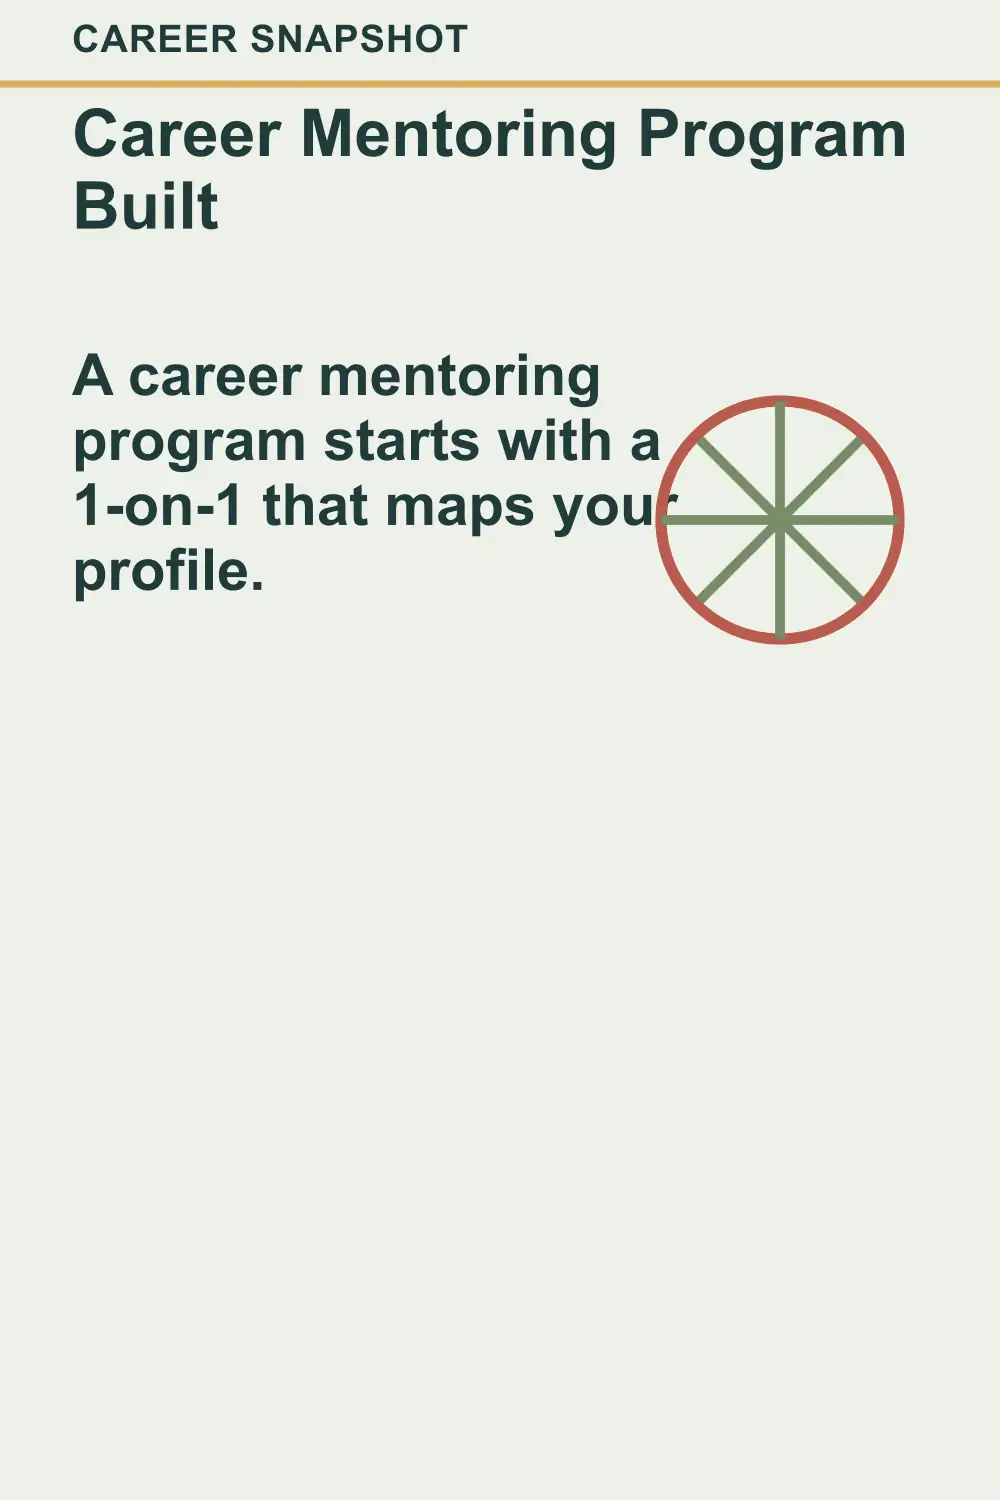 CAREER SNAPSHOT
Career Mentoring Program
Built
A career mentoring
program starts with a
1-on-1 that maps your
profile.